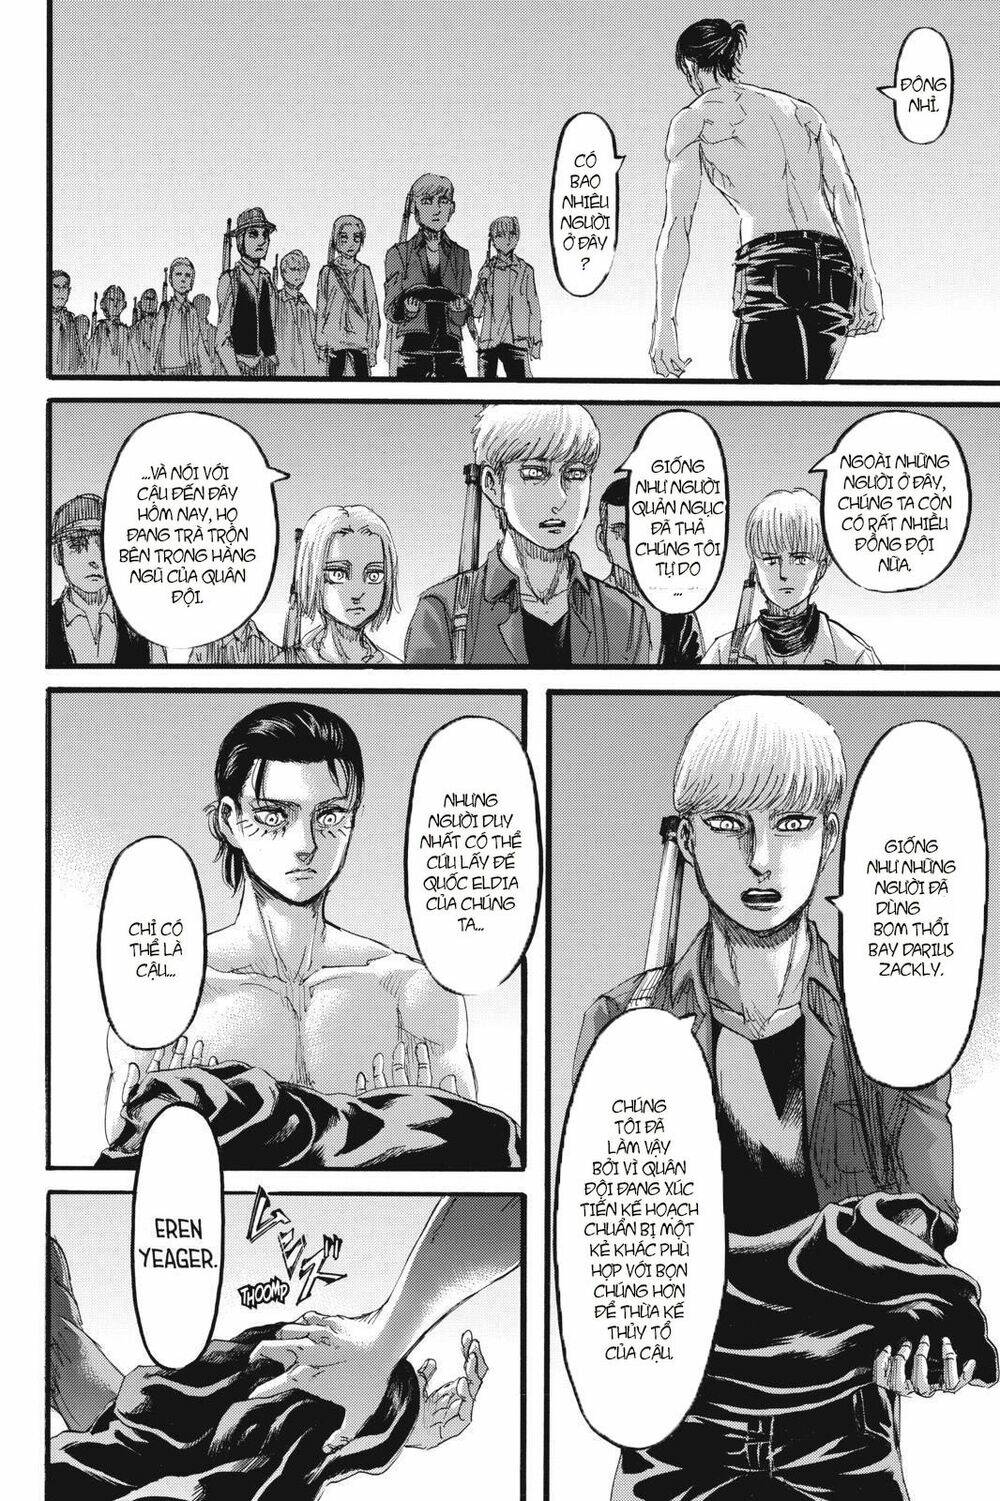 ĐÔNG
NHỈ.
CÓ
BAO
NHIÊU
NGƯỜI
Ở ĐÂY
?
NGOÀI NHỮNG
NGƯỜI Ở ĐÂY,
CHÚNG TA CÒN
CÓ RẤT NHIỀU
ĐỒNG ĐỘI
NỮA.
GIỐNG
NHƯ NGƯỜI
QUẢN NGỤC
ĐÃ THẢ
CHÚNG TÔI
TỰ DO
...
...VÀ NÓI VỚI
CẬU ĐẾN ĐÂY
HÔM NAY, HỌ
ĐANG TRÀ TRỘN
BÊN TRONG HÀNG
NGŨ CỦA QUÂN
ĐỘI.
GIỐNG
NHƯ NHỮNG
NGƯỜI ĐÃ
DÙNG
BOM THỔI
BAY DARIUS
ZACKLY.
CHÚNG
TÔI ĐÃ
LÀM VẬY
BỞI VÌ QUÂN
ĐỘI ĐANG XÚC
TIẾN KẾ HOẠCH
CHUẨN BỊ MỘT
KẺ KHÁC PHÙ
HỢP VỚI BỌN
CHÚNG HƠN
ĐỂ THỪA KẾ
THỦY TỔ
CỦA CẬU.
NHƯNG
NGƯỜI DUY
NHẤT CÓ THỂ
CỨU LẤY ĐẾ
QUỐC ELDIA
CỦA CHÚNG
TA...
CHỈ CÓ
THỂ LÀ
CẬU...
EREN
YEAGER.
THOOMP